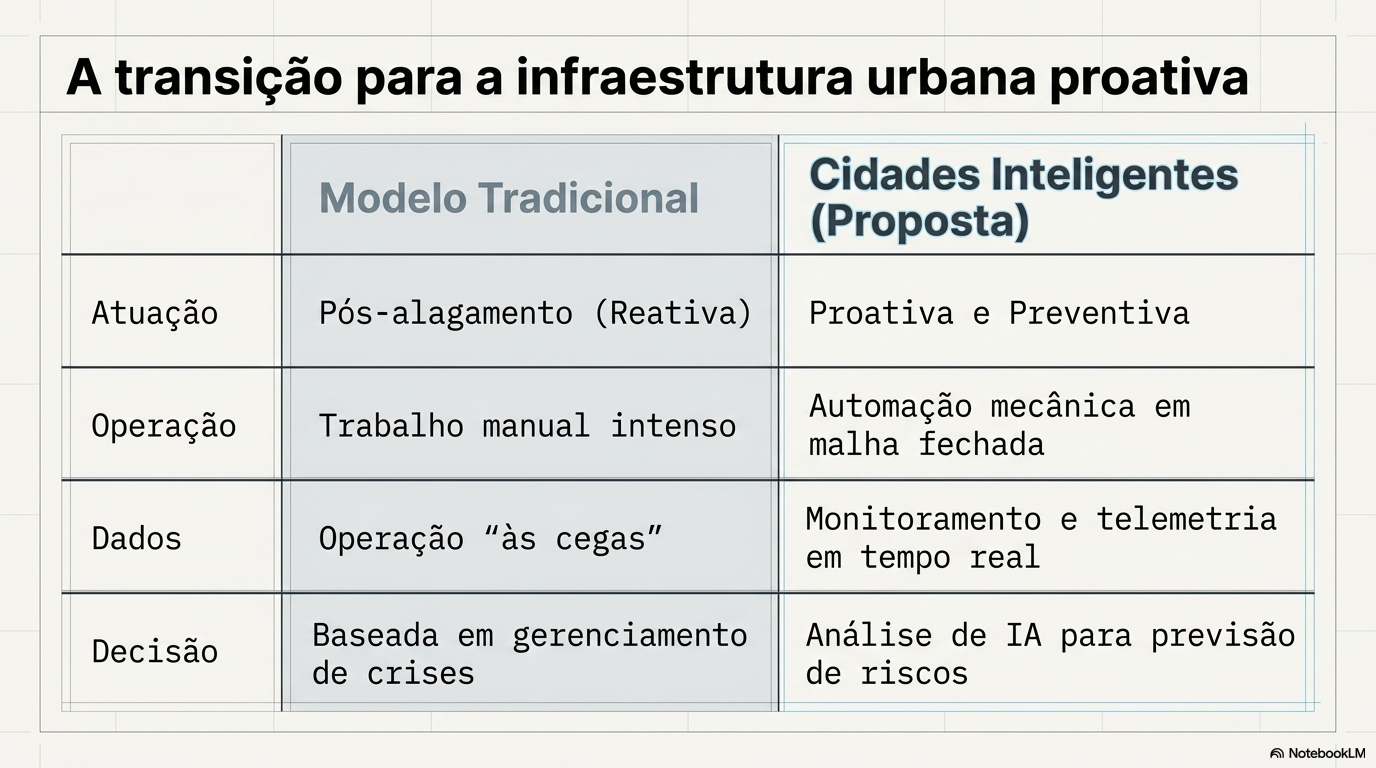 A transição para a infraestrutura urbana proativa
Modelo Tradicional
Cidades Inteligentes
(Proposta)
Atuação
Pós-alagamento (Reativa)
Proativa e Preventiva
Operação
Trabalho manual intenso
Automação mecânica em
malha fechada
Dados
Operação “às cegas”
Monitoramento e telemetria
em tempo real
Decisão
Baseada em gerenciamento
de crises
Análise de IA para previsão
de riscos
NotebookLM